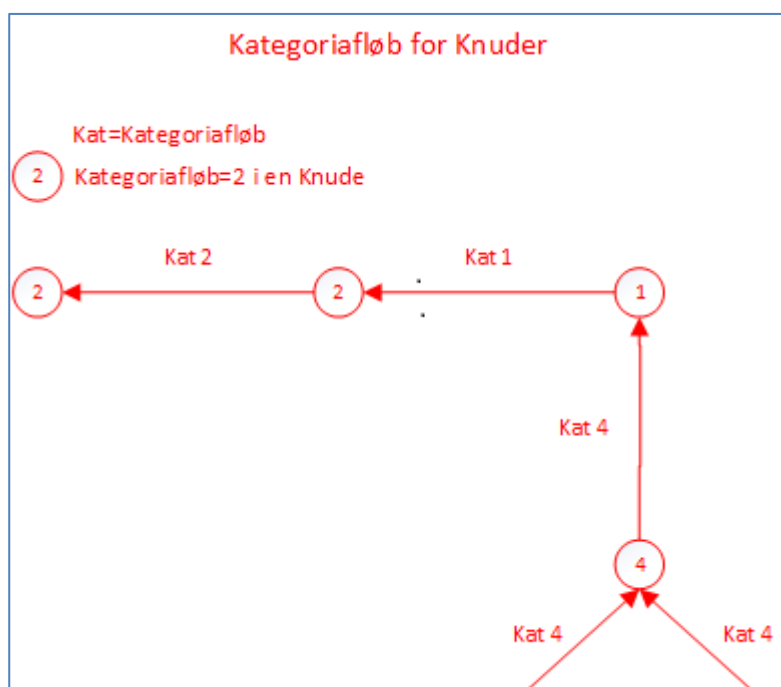 Kategoriafløb for Knuder
Kat=Kategoriafløb
2 Kategoriafløb=2 i en Knude
Kat 2 Kat 1
2 2 1
Kat 4
4
Kat 4 Kat 4